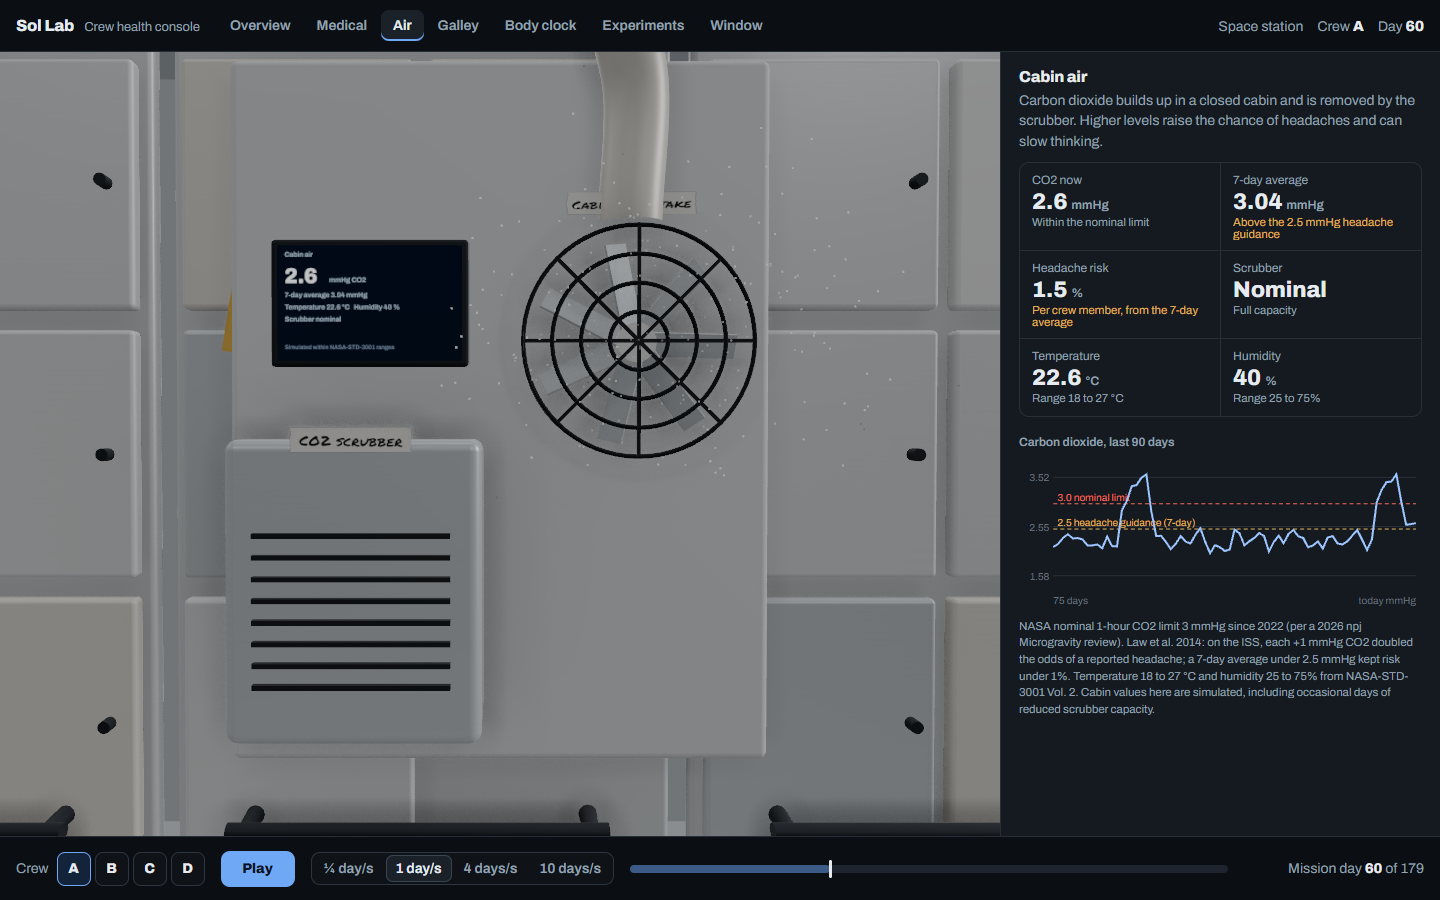 Sol Lab Crew health console Overview Medical Air Galley Body clock Experiments Window Space station Crew A Day 60
CABI TAKE
Cabin air
2.6 mmHg CO2
7-day average 3.04 mmHg
Temperature 22.6 °C Humidity 40 %
Scrubber nominal
Simulated within NASA-STD-3001 ranges
CO2 SCRUBBER
Cabin air
Carbon dioxide builds up in a closed cabin and is removed by the
scrubber. Higher levels raise the chance of headaches and can
slow thinking.
CO2 now
2.6 mmHg
Within the nominal limit
7-day average
3.04 mmHg
Above the 2.5 mmHg headache
guidance
Headache risk
1.5 %
Per crew member, from the 7-day
average
Scrubber
Nominal
Full capacity
Temperature
22.6 °C
Range 18 to 27 °C
Humidity
40 %
Range 25 to 75%
Carbon dioxide, last 90 days
3.52
3.0 nominal limit
2.5 headache guidance (7-day)
2.55
1.58
75 days today mmHg
NASA nominal 1-hour CO2 limit 3 mmHg since 2022 (per a 2026 npj
Microgravity review). Law et al. 2014: on the ISS, each +1 mmHg CO2 doubled
the odds of a reported headache; a 7-day average under 2.5 mmHg kept risk
under 1%. Temperature 18 to 27 °C and humidity 25 to 75% from NASA-STD-
3001 Vol. 2. Cabin values here are simulated, including occasional days of
reduced scrubber capacity.
Crew A B C D Play ¼ day/s 1 day/s 4 days/s 10 days/s Mission day 60 of 179